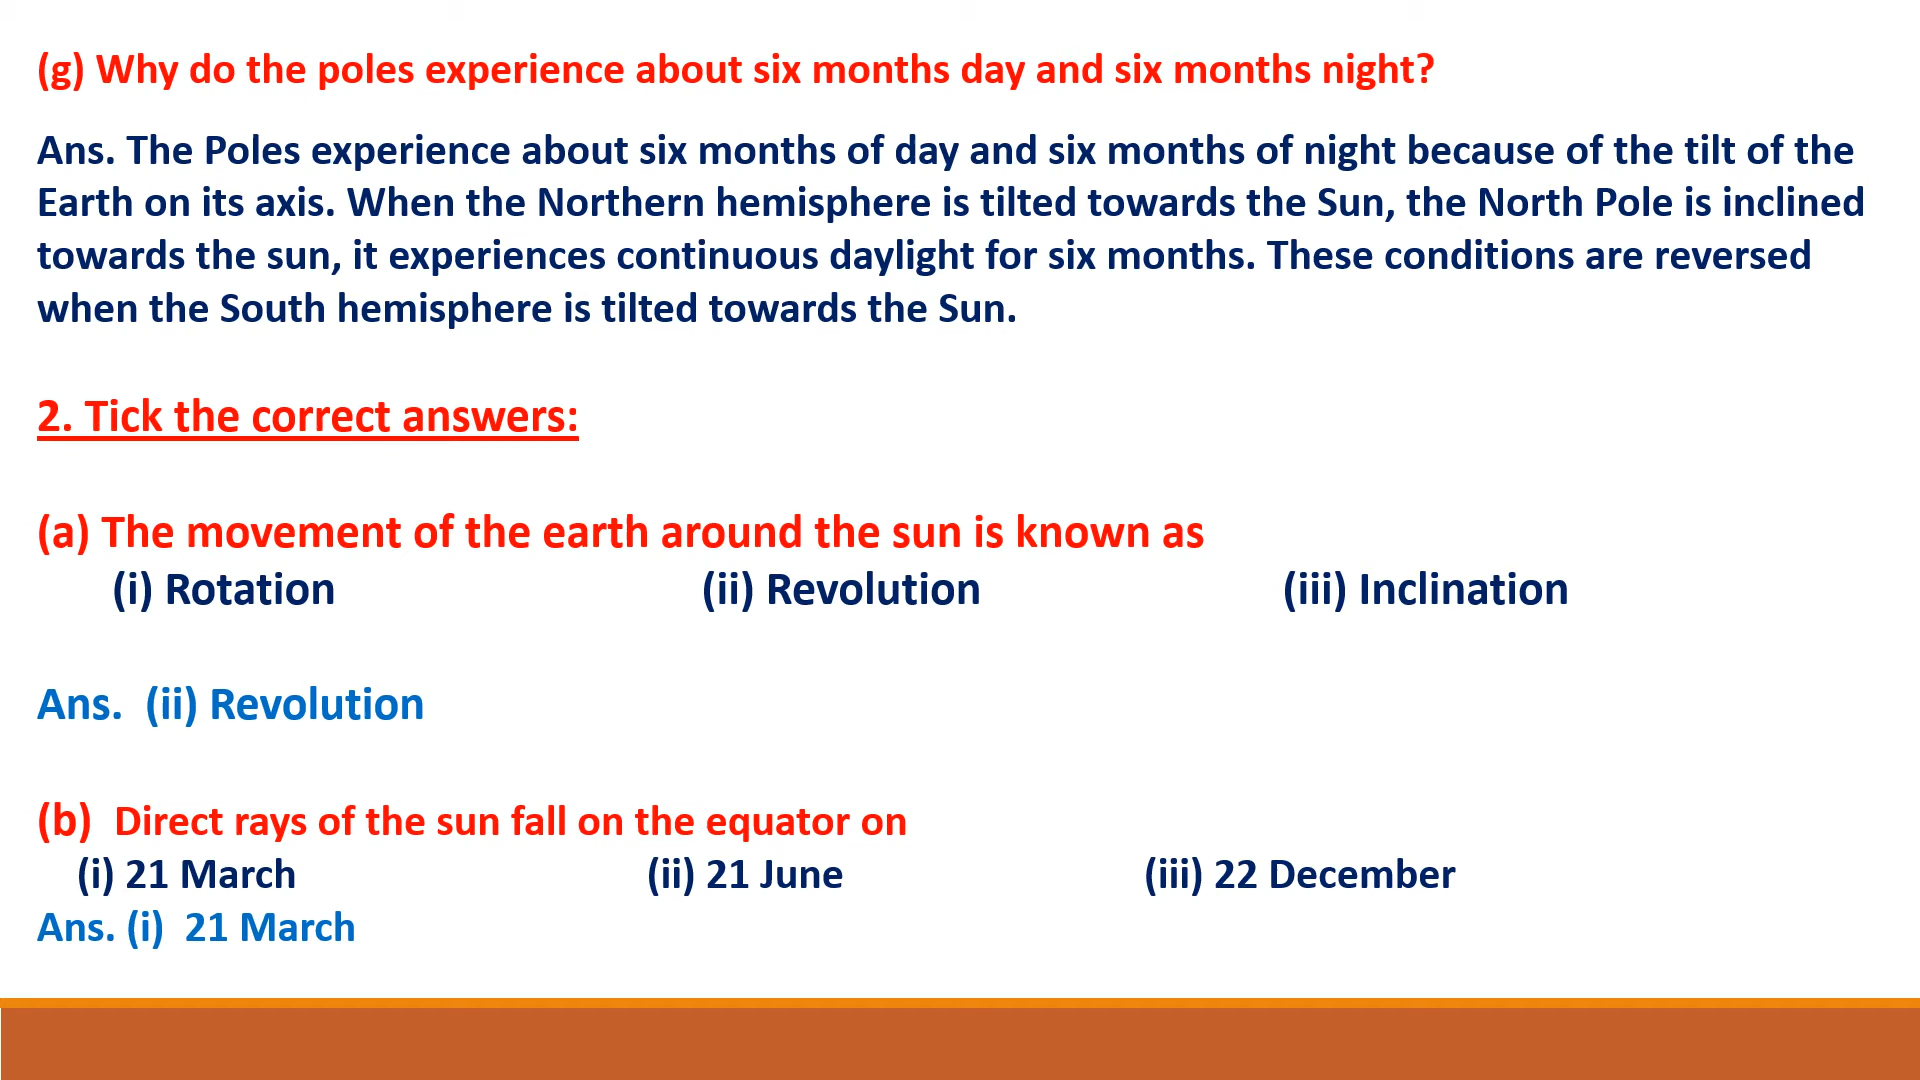 (g) Why do the poles experience about six months day and six months night?
Ans. The Poles experience about six months of day and six months of night because of the tilt of the
Earth on its axis. When the Northern hemisphere is tilted towards the Sun, the North Pole is inclined
towards the sun, it experiences continuous daylight for six months. These conditions are reversed
when the South hemisphere is tilted towards the Sun.
2. Tick the correct answers:
(a) The movement of the earth around the sun is known as
(i) Rotation (ii) Revolution (iii) Inclination
Ans. (ii) Revolution
(b) Direct rays of the sun fall on the equator on
(i) 21 March (ii) 21 June (iii) 22 December
Ans. (i) 21 March